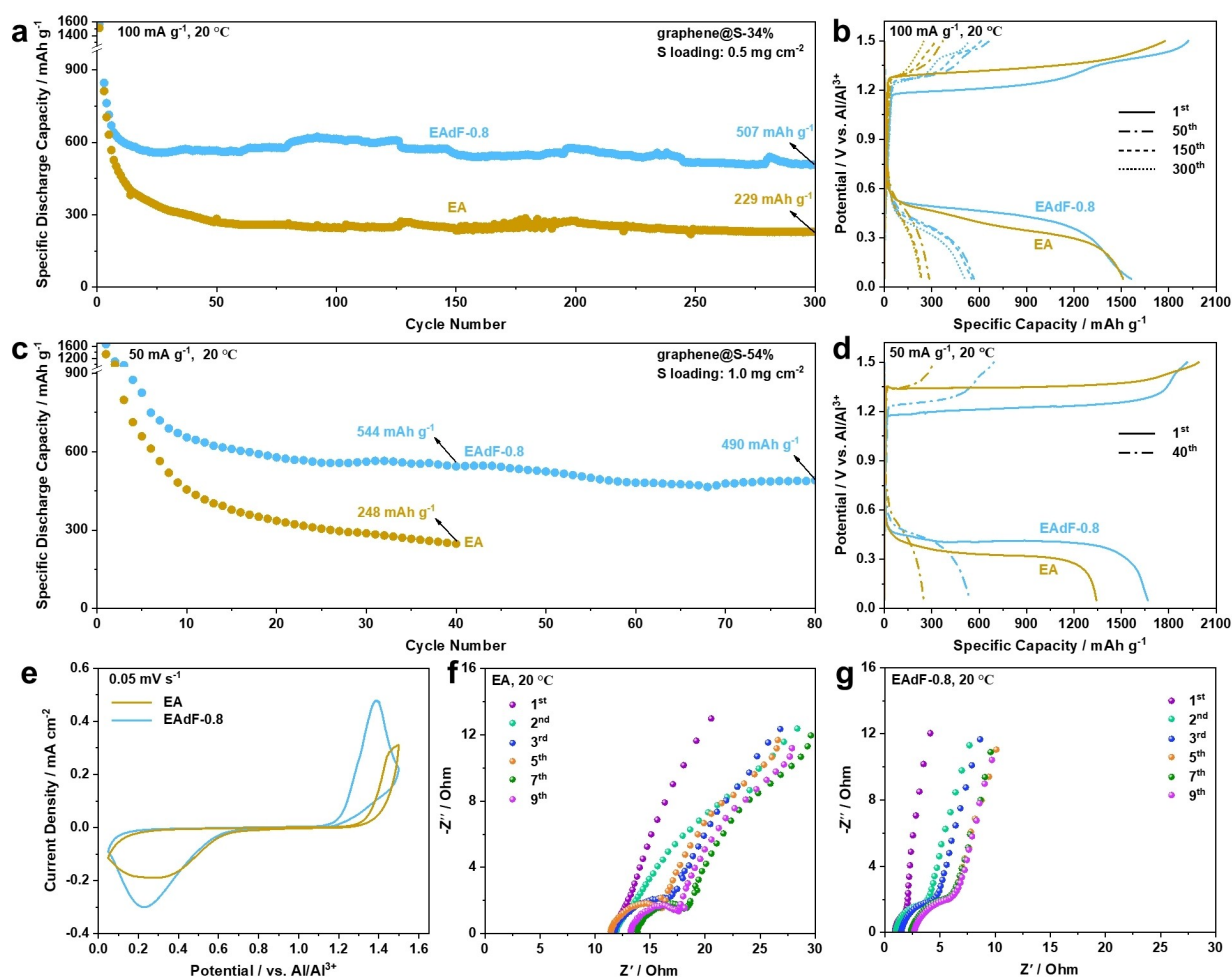 a
100 mA g⁻¹, 20 °C
graphene@S-34%
S loading: 0.5 mg cm⁻²
1600
1400
900
600
300
0
EAdF-0.8
507 mAh g⁻¹
EA
229 mAh g⁻¹
0 50 100 150 200 250 300
Cycle Number
Specific Discharge Capacity / mAh g⁻¹
b
100 mA g⁻¹, 20 °C
1.5
1.2
0.9
0.6
0.3
0.0
1ˢᵗ
50ᵗʰ
150ᵗʰ
300ᵗʰ
EAdF-0.8
EA
0 300 600 900 1200 1500 1800 2100
Specific Capacity / mAh g⁻¹
Potential / V vs. Al/Al³⁺
c
50 mA g⁻¹, 20 °C
graphene@S-54%
S loading: 1.0 mg cm⁻²
1600
1200
900
600
300
0
544 mAh g⁻¹
EAdF-0.8
490 mAh g⁻¹
248 mAh g⁻¹
EA
0 10 20 30 40 50 60 70 80
Cycle Number
Specific Discharge Capacity / mAh g⁻¹
d
50 mA g⁻¹, 20 °C
1.5
1.2
0.9
0.6
0.3
0.0
1ˢᵗ
40ᵗʰ
EAdF-0.8
EA
0 300 600 900 1200 1500 1800 2100
Specific Capacity / mAh g⁻¹
Potential / V vs. Al/Al³⁺
e
0.05 mV s⁻¹
EA
EAdF-0.8
0.6
0.4
0.2
0.0
-0.2
-0.4
0.0 0.2 0.4 0.6 0.8 1.0 1.2 1.4 1.6
Potential / vs. Al/Al³⁺
Current Density / mA cm⁻²
f
EA, 20 °C
1ˢᵗ
2ⁿᵈ
3ʳᵈ
5ᵗʰ
7ᵗʰ
9ᵗʰ
16
12
8
4
0
0 5 10 15 20 25 30
Z′ / Ohm
-Z′′ / Ohm
g
EAdF-0.8, 20 °C
1ˢᵗ
2ⁿᵈ
3ʳᵈ
5ᵗʰ
7ᵗʰ
9ᵗʰ
16
12
8
4
0
0 5 10 15 20 25 30
Z′ / Ohm
-Z′′ / Ohm